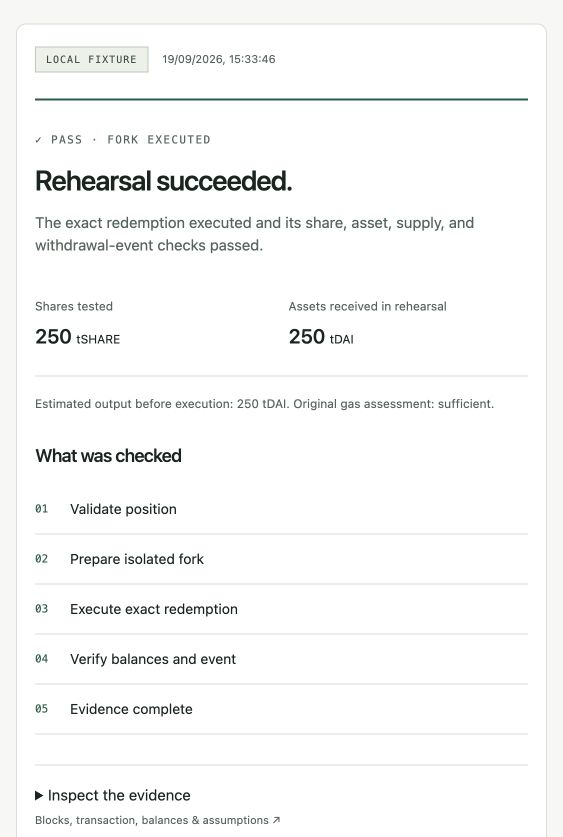 LOCAL FIXTURE 19/09/2026, 15:33:46
✓ PASS · FORK EXECUTED
Rehearsal succeeded.
The exact redemption executed and its share, asset, supply, and
withdrawal-event checks passed.
Shares tested Assets received in rehearsal
250 tSHARE 250 tDAI
Estimated output before execution: 250 tDAI. Original gas assessment: sufficient.
What was checked
01 Validate position
02 Prepare isolated fork
03 Execute exact redemption
04 Verify balances and event
05 Evidence complete
▶ Inspect the evidence
Blocks, transaction, balances & assumptions ↗